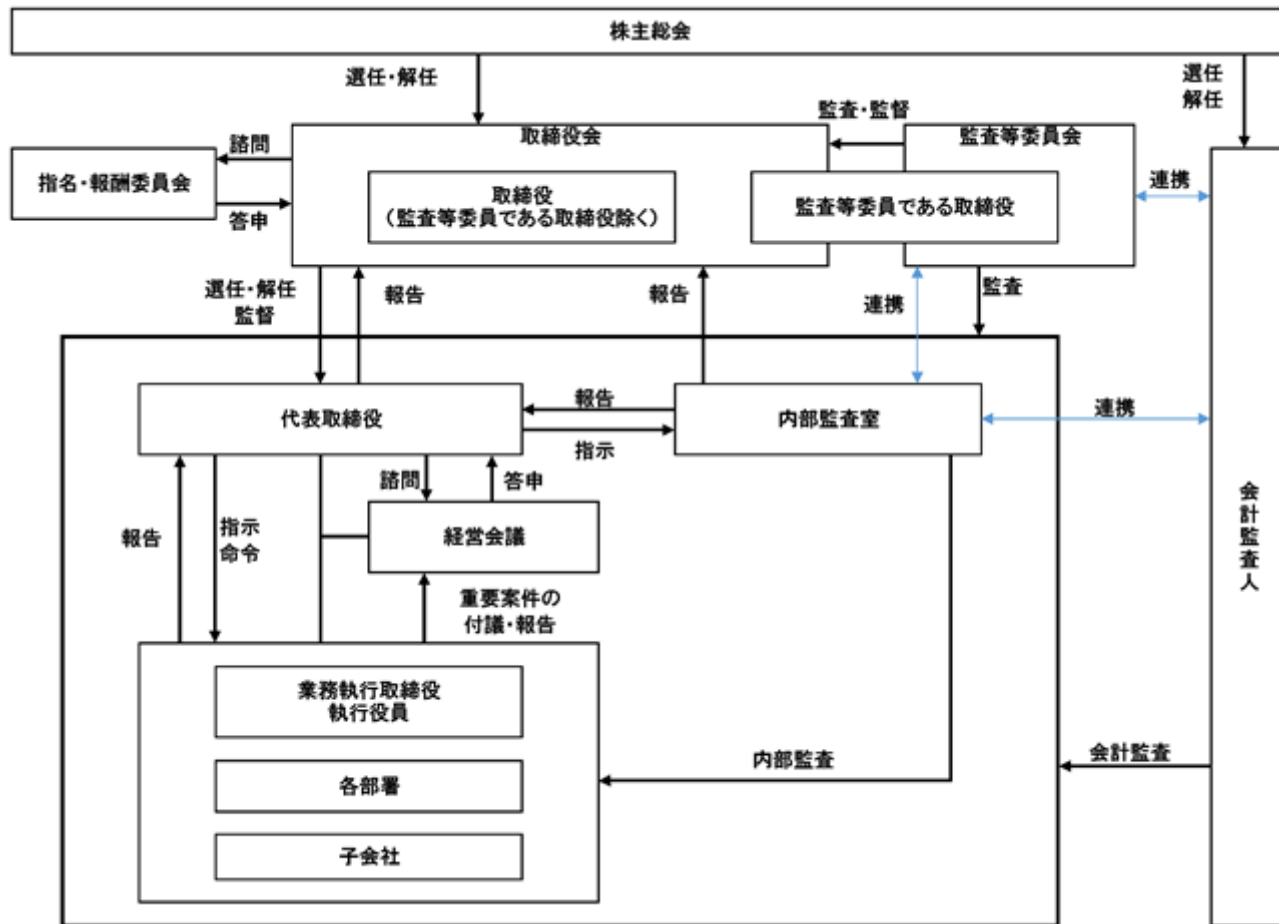 株主総会
選任・解任
選任
解任
監査・監督
取締役会
監査等委員会
諮問
指名・報酬委員会
答申
取締役
（監査等委員である取締役除く）
監査等委員である取締役
連携
選任・解任
監督
報告
報告
連携
監査
代表取締役
報告
指示
内部監査室
連携
諮問
答申
経営会議
報告
指示
命令
重要案件の
付議・報告
会計監査人
業務執行取締役
執行役員
各部署
子会社
内部監査
会計監査